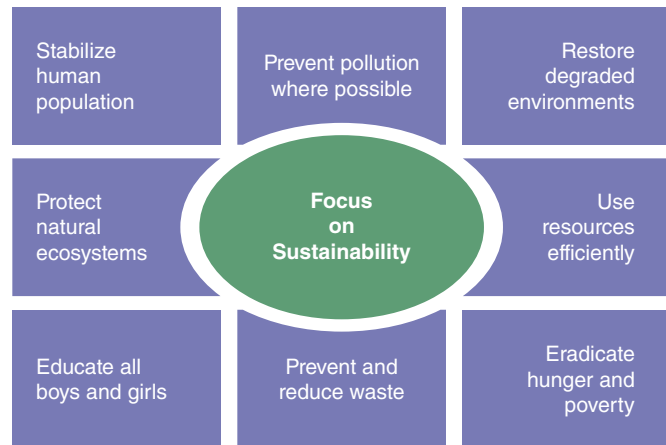 Stabilize
human
population
Prevent pollution
where possible
Restore
degraded
environments
Protect
natural
ecosystems
Focus
on
Sustainability
Use
resources
efficiently
Educate all
boys and girls
Prevent and
reduce waste
Eradicate
hunger and
poverty